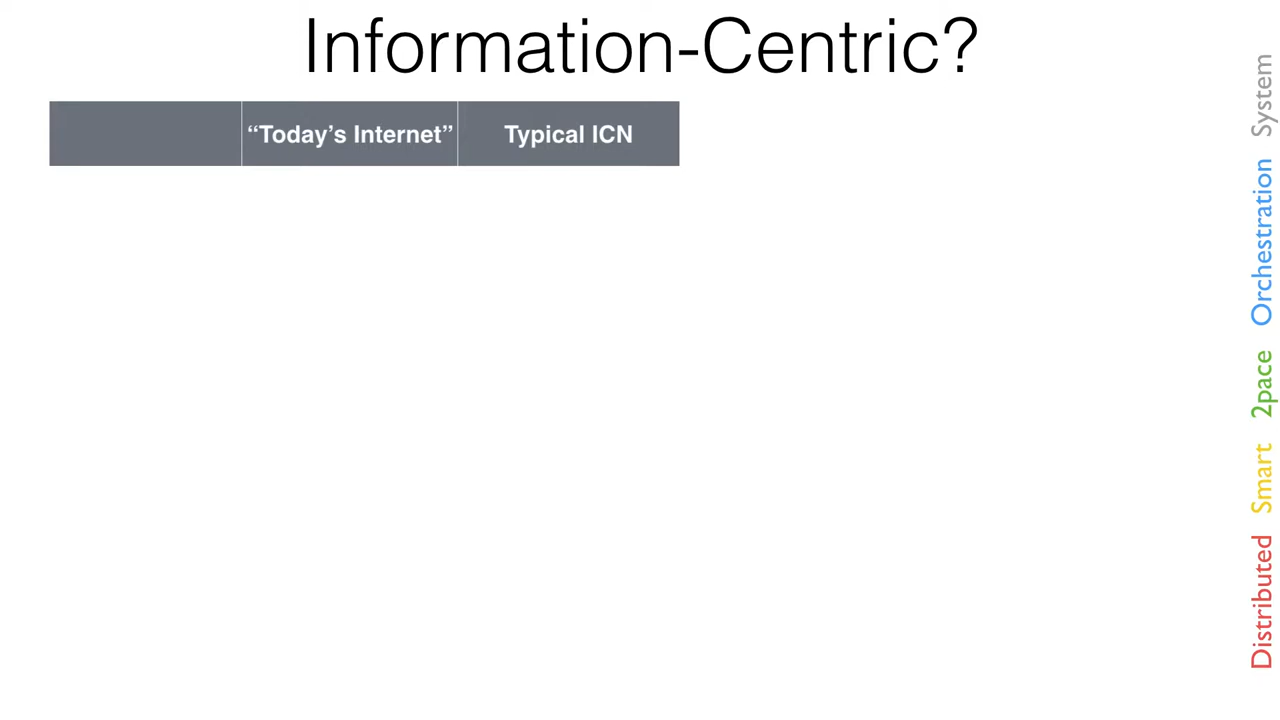 Information-Centric?
“Today’s Internet” Typical ICN
Distributed Smart 2pace Orchestration System